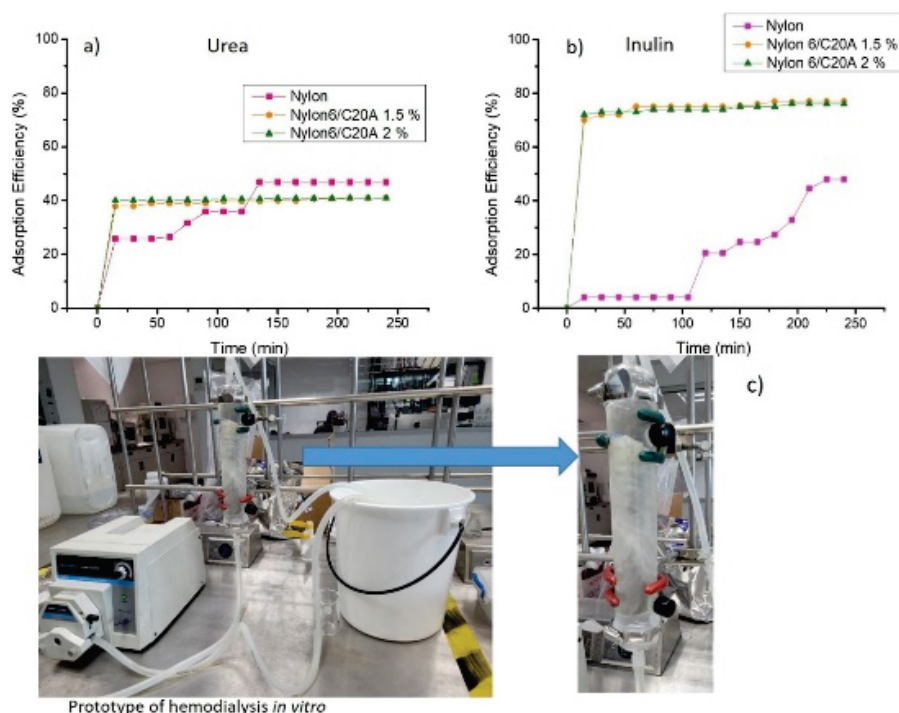 a)
Urea
Nylon
Nylon6/C20A 1.5 %
Nylon6/C20A 2 %
Adsorption Efficiency (%)
100
80
60
40
20
0
0
50
100
150
200
250
Time (min)
b)
Inulin
Nylon
Nylon 6/C20A 1.5 %
Nylon 6/C20A 2 %
Adsorption Efficiency (%)
100
80
60
40
20
0
0
50
100
150
200
250
Time (min)
c)
Prototype of hemodialysis in vitro